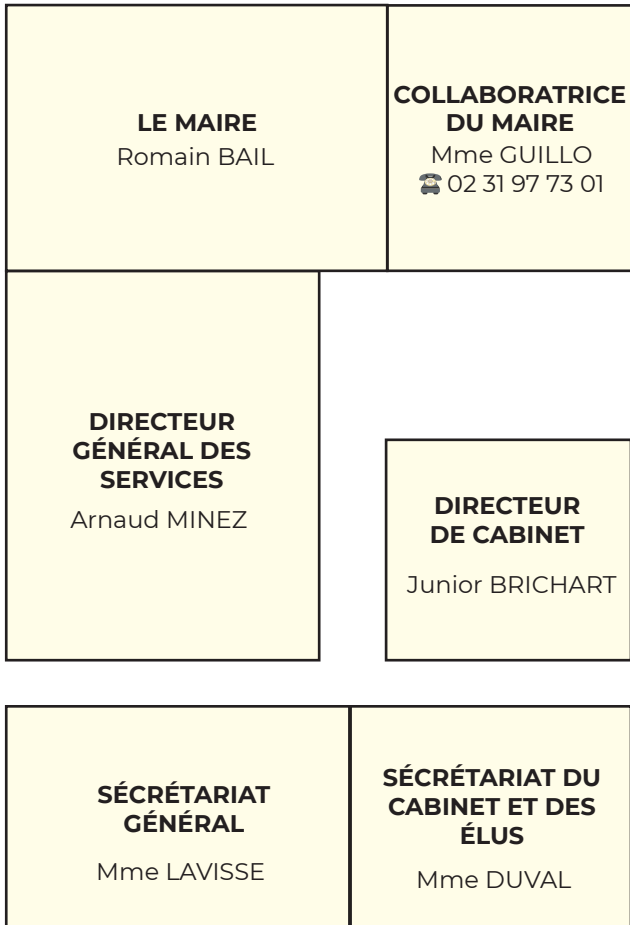 LE MAIRE
Romain BAIL
COLLABORATRICE
DU MAIRE
Mme GUILLO
☎ 02 31 97 73 01
DIRECTEUR
GÉNÉRAL DES
SERVICES
Arnaud MINEZ
DIRECTEUR
DE CABINET
Junior BRICHART
SÉCRÉTARIAT
GÉNÉRAL
Mme LAVISSE
SÉCRÉTARIAT DU
CABINET ET DES
ÉLUS
Mme DUVAL